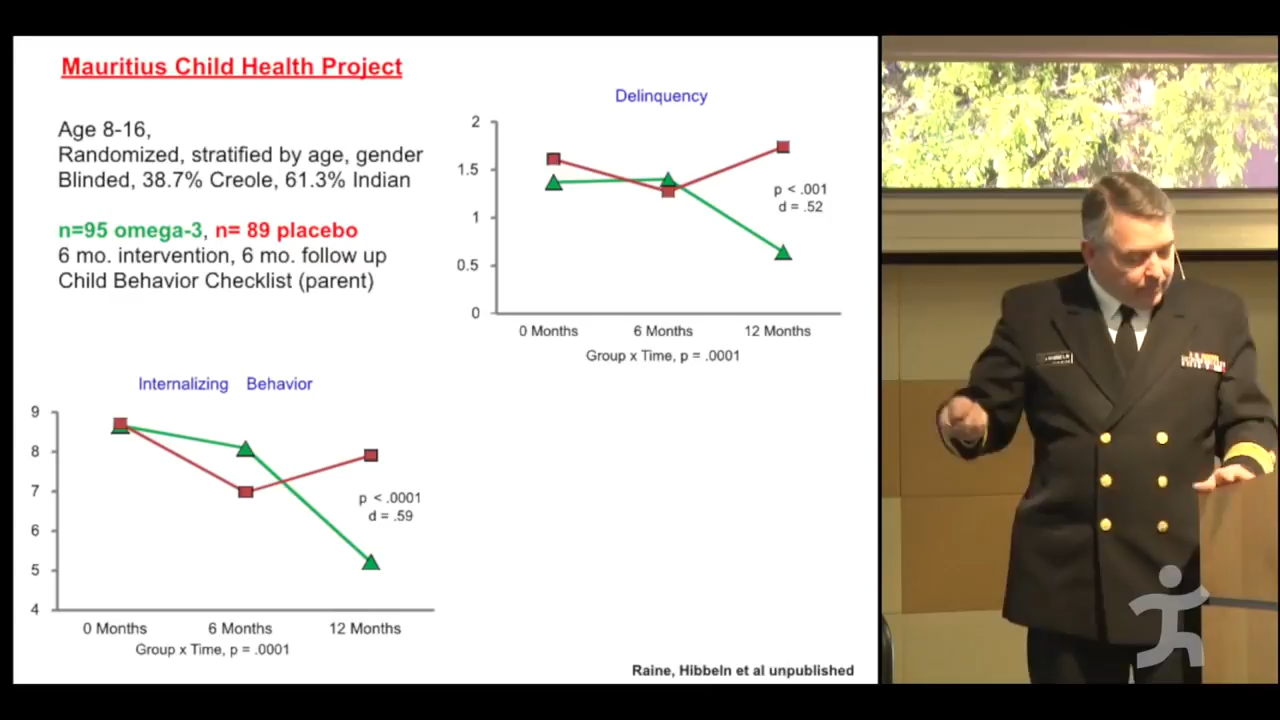 Mauritius Child Health Project
Age 8-16,
Randomized, stratified by age, gender
Blinded, 38.7% Creole, 61.3% Indian
n=95 omega-3, n= 89 placebo
6 mo. intervention, 6 mo. follow up
Child Behavior Checklist (parent)
Delinquency
2
1.5
1
0.5
0
p < .001
d = .52
0 Months 6 Months 12 Months
Group x Time, p = .0001
Internalizing Behavior
9
8
7
6
5
4
p < .0001
d = .59
0 Months 6 Months 12 Months
Group x Time, p = .0001
Raine, Hibbeln et al unpublished